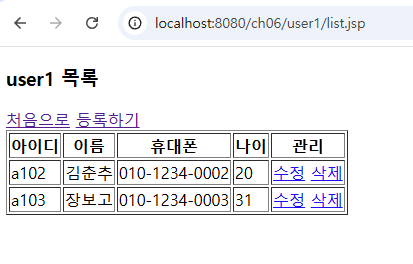 localhost:8080/ch06/user1/list.jsp
user1 목록
처음으로 등록하기
아이디 이름 휴대폰 나이 관리
a102 김춘추 010-1234-0002 20 수정 삭제
a103 장보고 010-1234-0003 31 수정 삭제